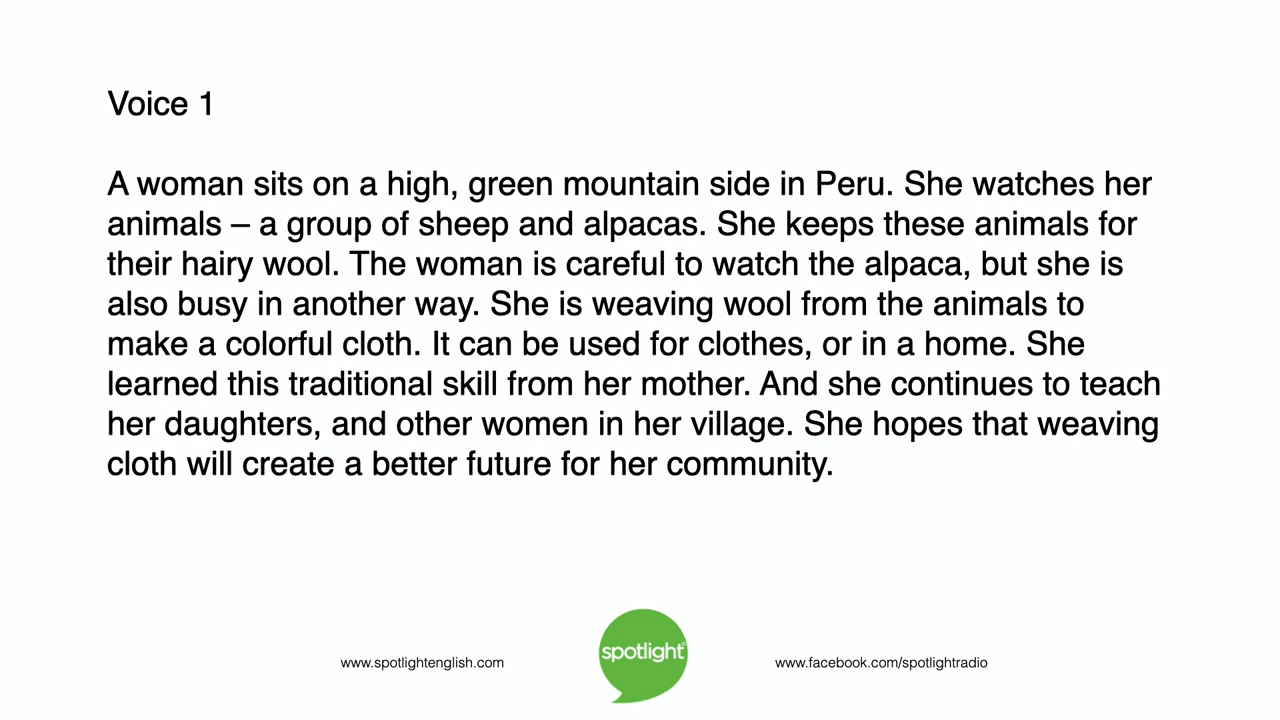 Voice 1
A woman sits on a high, green mountain side in Peru. She watches her
animals – a group of sheep and alpacas. She keeps these animals for
their hairy wool. The woman is careful to watch the alpaca, but she is
also busy in another way. She is weaving wool from the animals to
make a colorful cloth. It can be used for clothes, or in a home. She
learned this traditional skill from her mother. And she continues to teach
her daughters, and other women in her village. She hopes that weaving
cloth will create a better future for her community.
www.spotlightenglish.com
spotlight®
www.facebook.com/spotlightradio